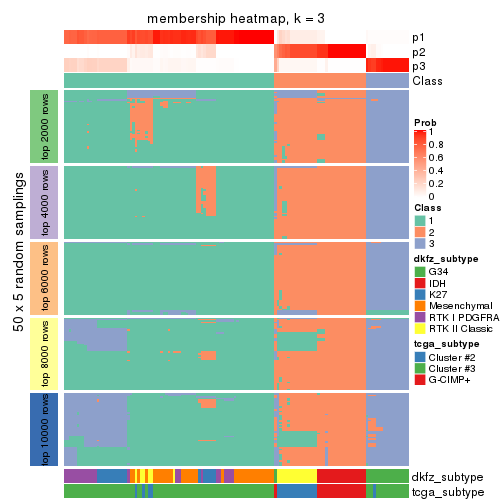 membership heatmap, k = 3
p1
p2
p3
Class
50 x 5 random samplings
top 2000 rows
top 4000 rows
top 6000 rows
top 8000 rows
top 10000 rows
Prob
1
0.8
0.6
0.4
0.2
0
Class
1
2
3
dkfz_subtype
G34
IDH
K27
Mesenchymal
RTK I PDGFRA
RTK II Classic
tcga_subtype
Cluster #2
Cluster #3
G-CIMP+
dkfz_subtype
tcga_subtype